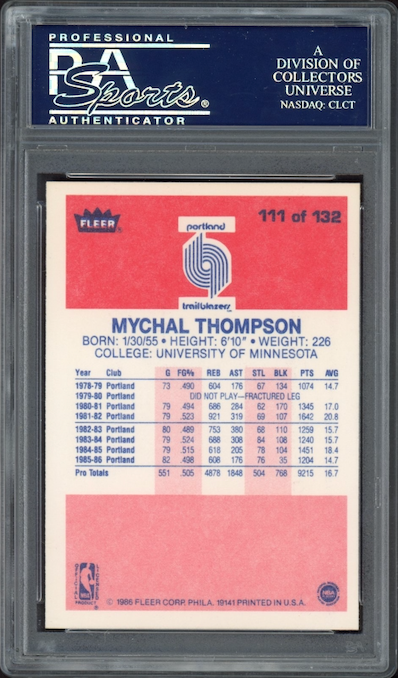 PROFESSIONAL
PSA
Sports®
AUTHENTICATOR
A
DIVISION OF
COLLECTORS
UNIVERSE
NASDAQ: CLCT
FLEER®
111 of 132
portland
trailblazers
MYCHAL THOMPSON
BORN: 1/30/55 • HEIGHT: 6'10" • WEIGHT: 226
COLLEGE: UNIVERSITY OF MINNESOTA
Year Club G FG% REB AST STL BLK PTS AVG
1978-79 Portland 73 .490 604 176 67 134 1074 14.7
1979-80 Portland DID NOT PLAY—FRACTURED LEG
1980-81 Portland 79 .494 686 284 62 170 1345 17.0
1981-82 Portland 79 .523 921 319 69 107 1642 20.8
1982-83 Portland 80 .489 753 380 68 110 1259 15.7
1983-84 Portland 79 .524 688 308 84 108 1240 15.7
1984-85 Portland 79 .515 618 205 78 104 1451 18.4
1985-86 Portland 82 .498 608 176 76 35 1204 14.7
Pro Totals 551 .505 4878 1848 504 768 9215 16.7
NBA
PRODUCT
© 1986 FLEER CORP. PHILA. 19141 PRINTED IN U.S.A.
NBA